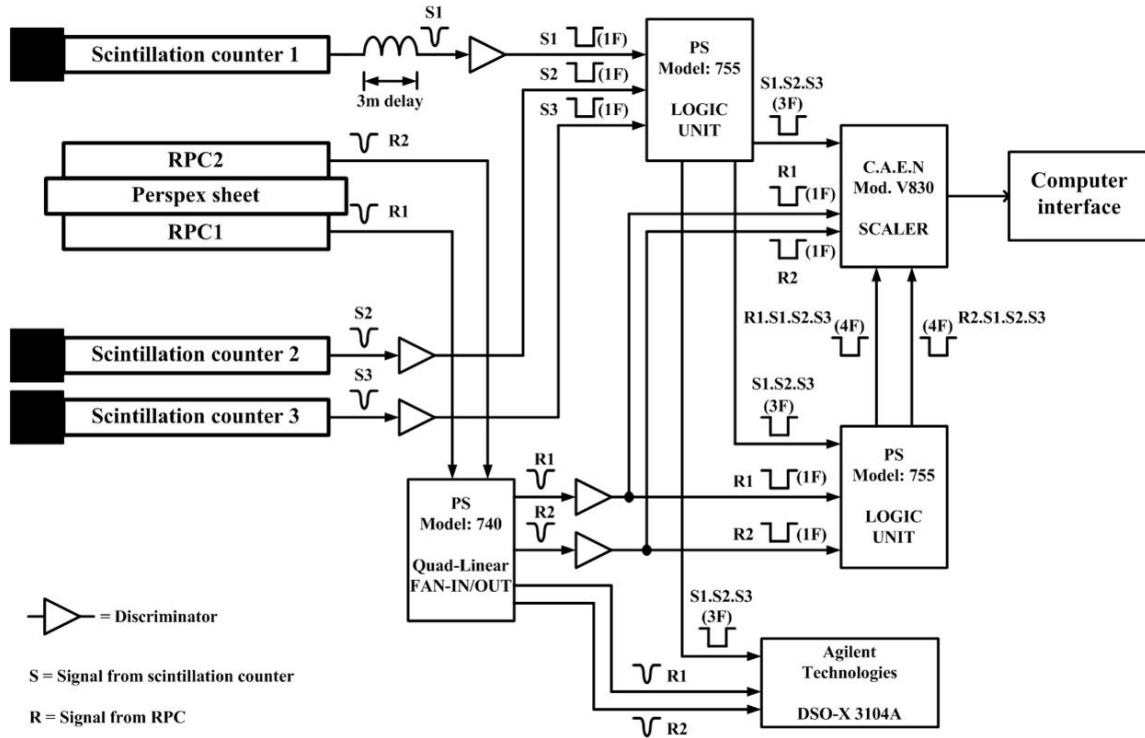 S1
Scintillation counter 1
3m delay
S1 (1F)
S2 (1F)
S3 (1F)
PS
Model: 755
LOGIC
UNIT
S1.S2.S3
(3F)
R2
RPC2
Perspex sheet
R1
RPC1
R1
(1F)
(1F)
R2
C.A.E.N
Mod. V830
SCALER
Computer
interface
S2
Scintillation counter 2
S3
Scintillation counter 3
R1.S1.S2.S3
(4F)
(4F)
R2.S1.S2.S3
S1.S2.S3
(3F)
PS
Model: 755
LOGIC
UNIT
PS
Model: 740
Quad-Linear
FAN-IN/OUT
R1
R2
R1 (1F)
R2 (1F)
= Discriminator
S = Signal from scintillation counter
R = Signal from RPC
S1.S2.S3
(3F)
R1
R2
Agilent
Technologies
DSO-X 3104A